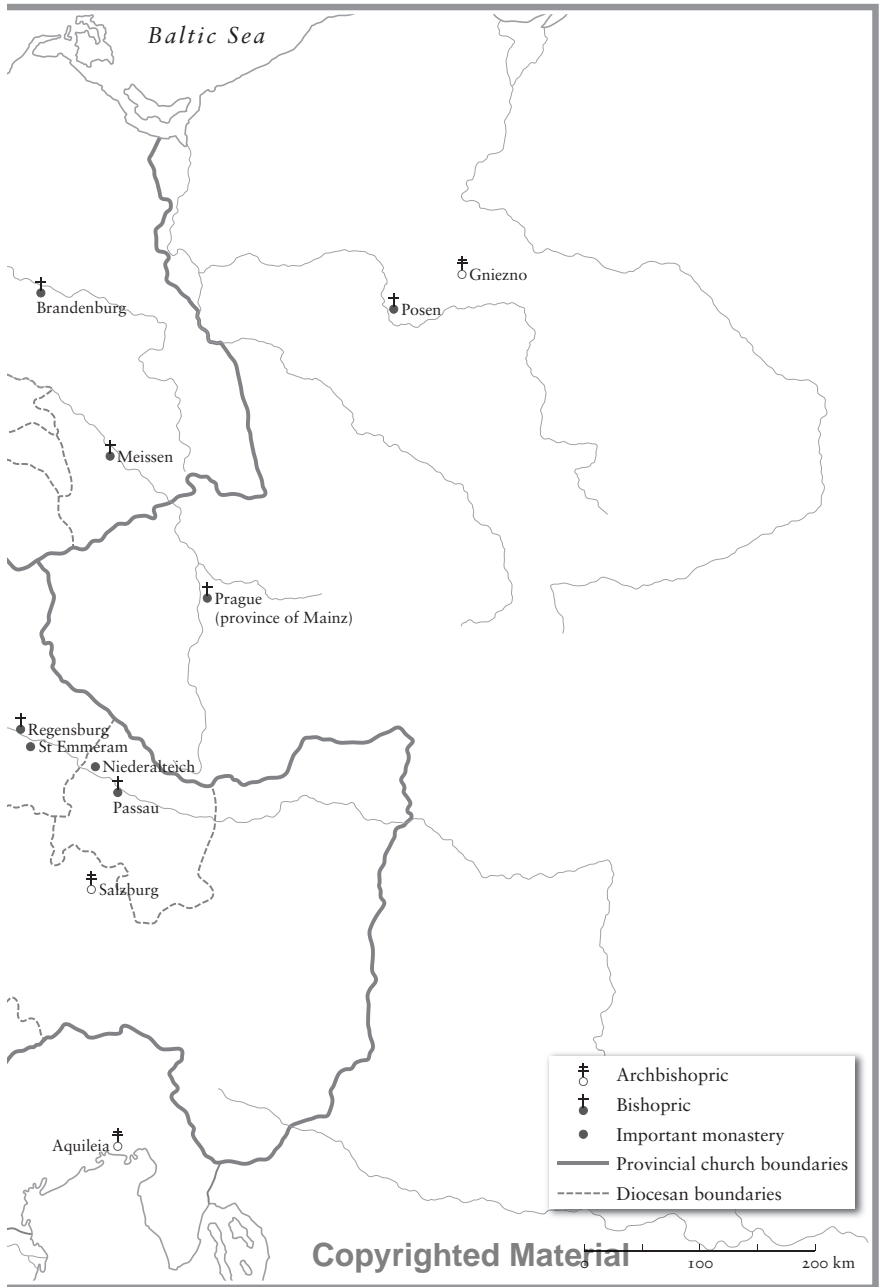 Baltic Sea
Gniezno
Posen
Brandenburg
Meissen
Prague
(province of Mainz)
Regensburg
St Emmeram
Niederalteich
Passau
Salzburg
Aquileia
Archbishopric
Bishopric
Important monastery
Provincial church boundaries
Diocesan boundaries
Copyrighted Material
0 100 200 km